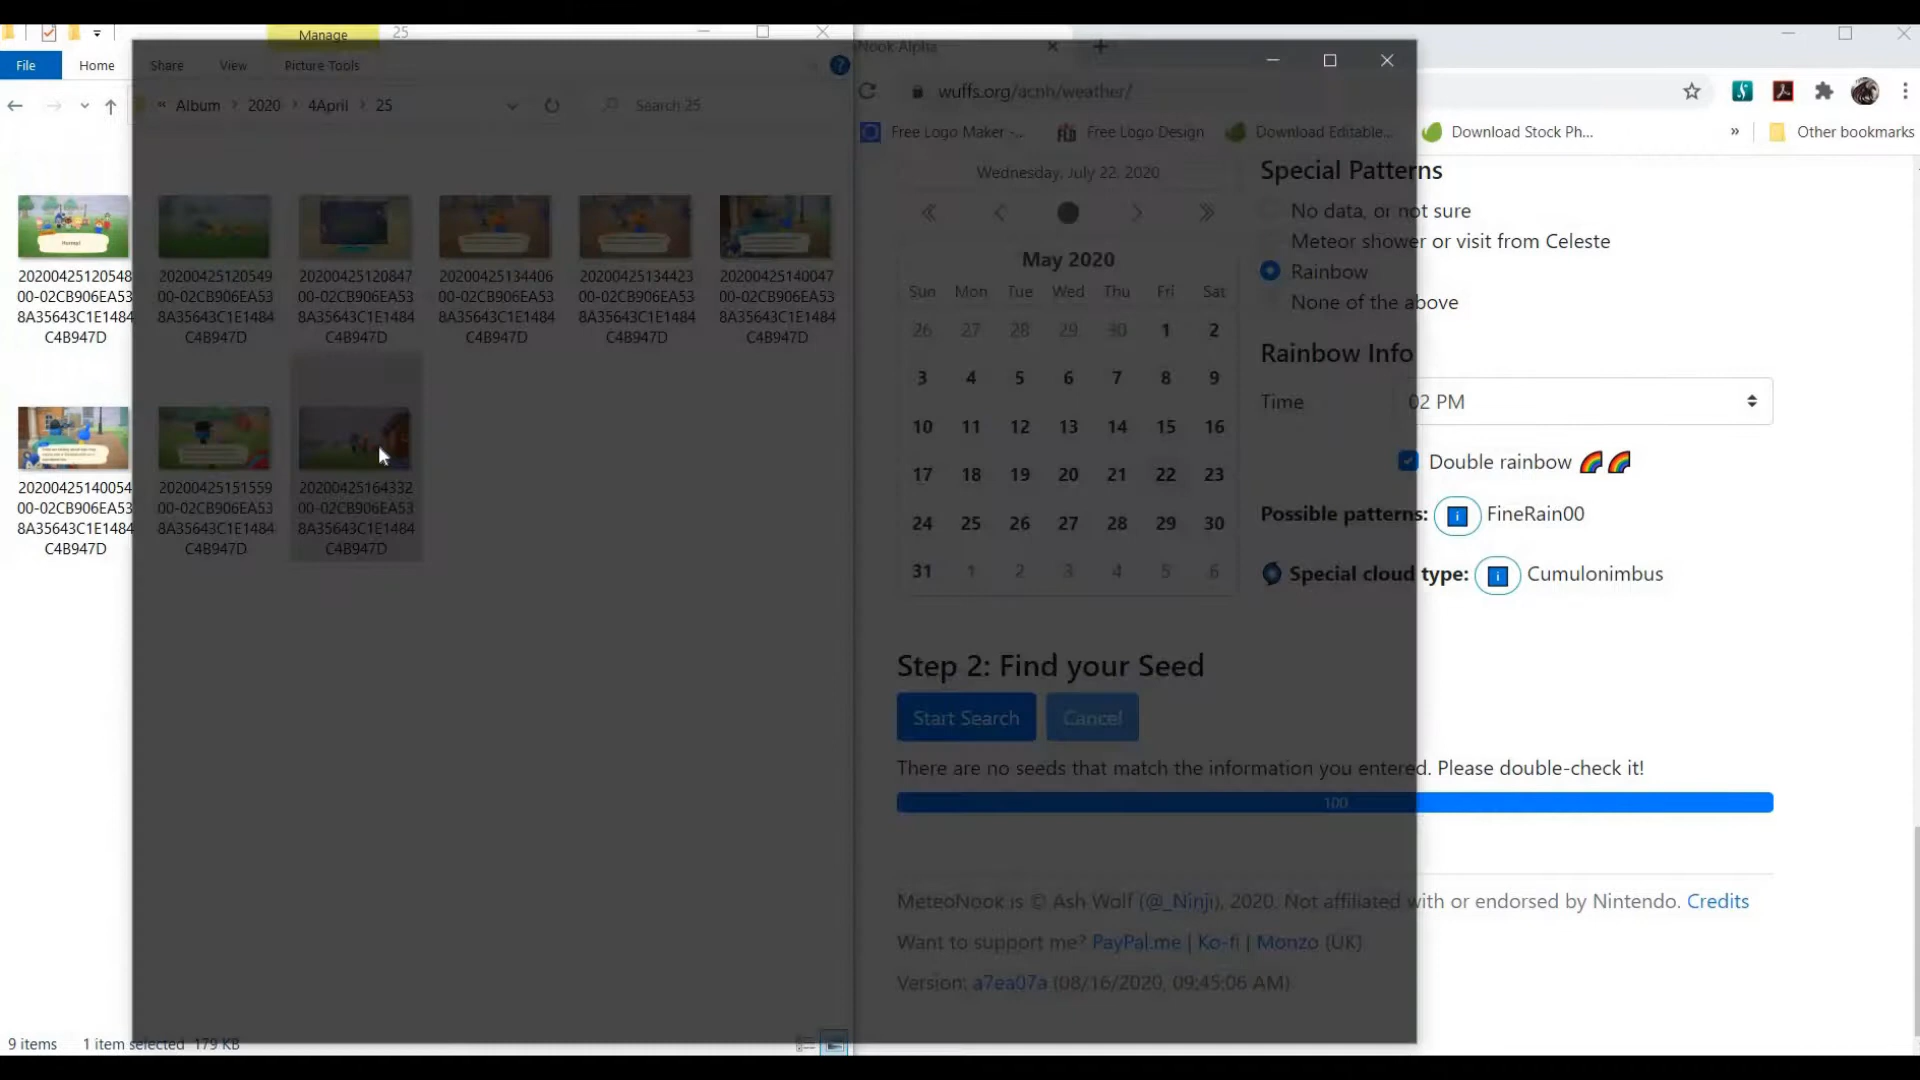 Manage
25
File
Home
Share
View
Picture Tools
Album
2020
4April
25
Search 25
20200425120548
00-02CB906EA53
8A35643C1E1484
C4B947D
20200425120549
00-02CB906EA53
8A35643C1E1484
C4B947D
20200425120847
00-02CB906EA53
8A35643C1E1484
C4B947D
20200425134406
00-02CB906EA53
8A35643C1E1484
C4B947D
20200425134423
00-02CB906EA53
8A35643C1E1484
C4B947D
20200425140047
00-02CB906EA53
8A35643C1E1484
C4B947D
20200425140054
00-02CB906EA53
8A35643C1E1484
C4B947D
20200425151559
00-02CB906EA53
8A35643C1E1484
C4B947D
20200425164332
00-02CB906EA53
8A35643C1E1484
C4B947D
9 items 1 item selected 179 KB
Nook Alpha
wuffs.org/acnh/weather/
Free Logo Maker -...
Free Logo Design
Download Editable...
Download Stock Ph...
»
Other bookmarks
Wednesday, July 22, 2020
May 2020
Sun Mon Tue Wed Thu Fri Sat
26 27 28 29 30 1 2
3 4 5 6 7 8 9
10 11 12 13 14 15 16
17 18 19 20 21 22 23
24 25 26 27 28 29 30
31 1 2 3 4 5 6
Special Patterns
No data, or not sure
Meteor shower or visit from Celeste
Rainbow
None of the above
Rainbow Info
Time
02 PM
Double rainbow 🌈🌈
Possible patterns: FineRain00
Special cloud type: Cumulonimbus
Step 2: Find your Seed
Start Search
Cancel
There are no seeds that match the information you entered. Please double-check it!
100
MeteoNook is © Ash Wolf (@_Ninji), 2020. Not affiliated with or endorsed by Nintendo. Credits
Want to support me? PayPal.me | Ko-fi | Monzo (UK)
Version: a7ea07a (08/16/2020, 09:45:06 AM)